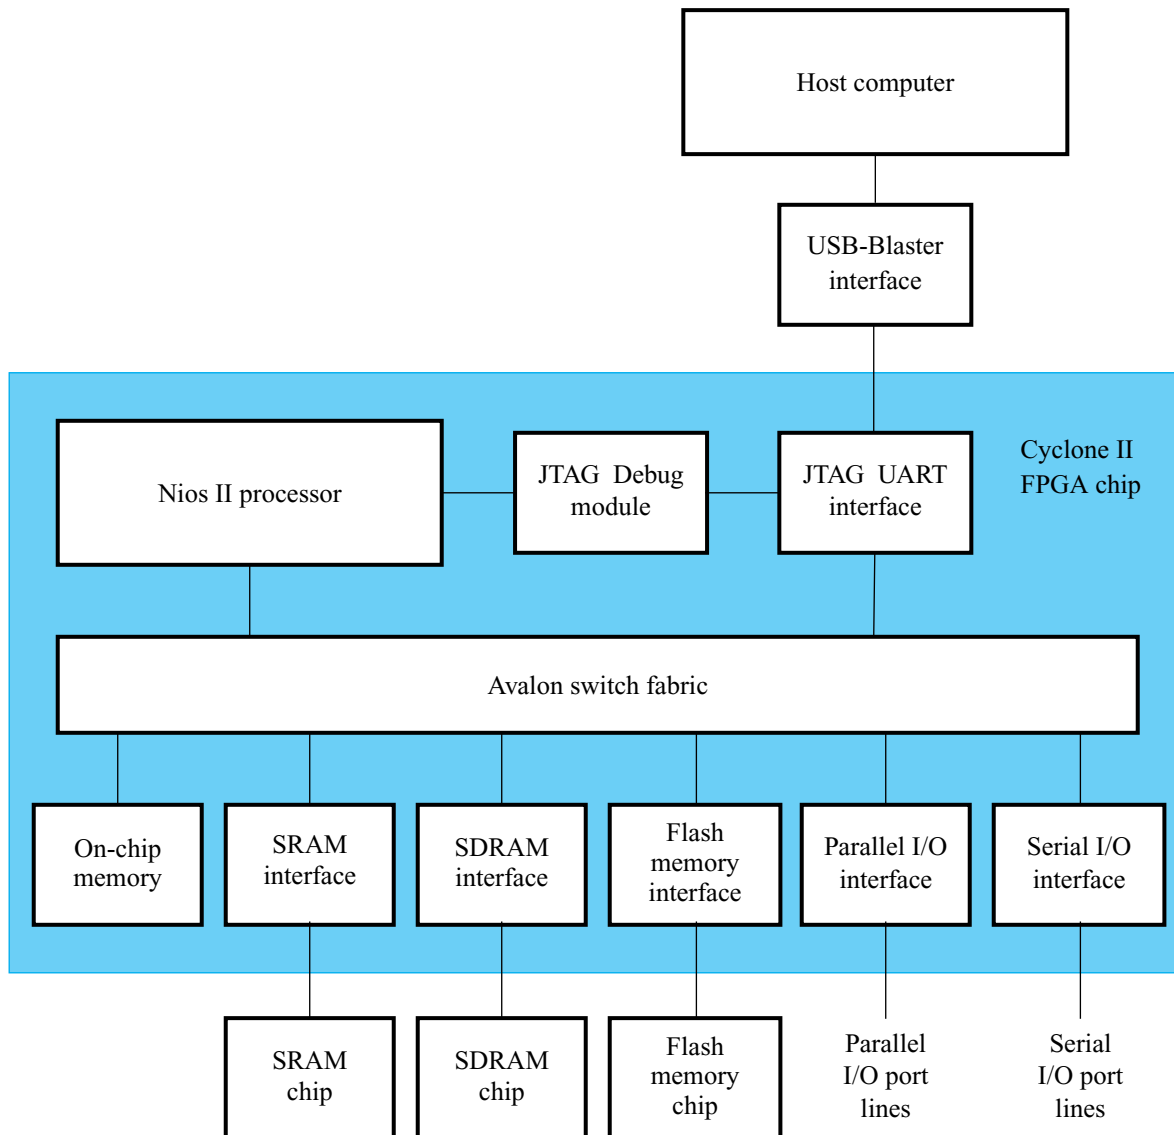 Host computer
USB-Blaster
interface
Cyclone II
FPGA chip
Nios II processor
JTAG Debug
module
JTAG UART
interface
Avalon switch fabric
On-chip
memory
SRAM
interface
SDRAM
interface
Flash
memory
interface
Parallel I/O
interface
Serial I/O
interface
SRAM
chip
SDRAM
chip
Flash
memory
chip
Parallel
I/O port
lines
Serial
I/O port
lines